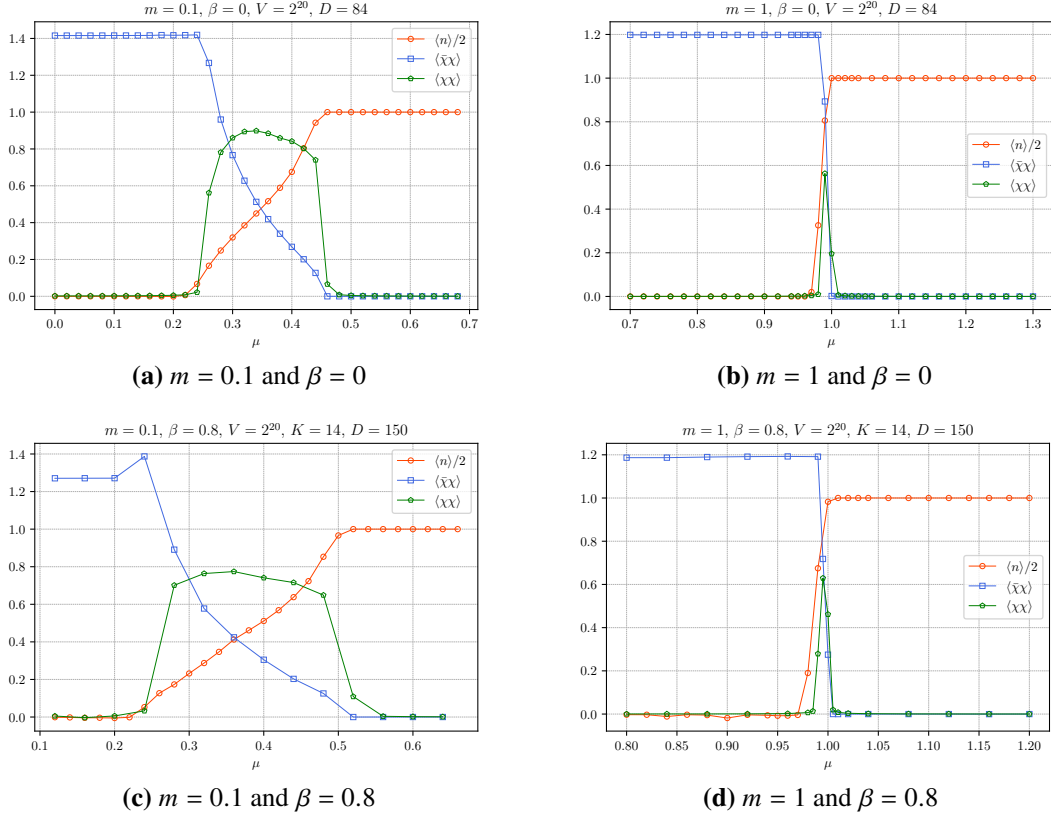 m = 0.1, β = 0, V = 2²⁰, D = 84
1.4
1.2
1.0
0.8
0.6
0.4
0.2
0.0
0.0 0.1 0.2 0.3 0.4 0.5 0.6 0.7
μ
⟨n⟩/2
⟨χ̄χ⟩
⟨χχ⟩
(a) m = 0.1 and β = 0
m = 1, β = 0, V = 2²⁰, D = 84
1.2
1.0
0.8
0.6
0.4
0.2
0.0
0.7 0.8 0.9 1.0 1.1 1.2 1.3
μ
⟨n⟩/2
⟨χ̄χ⟩
⟨χχ⟩
(b) m = 1 and β = 0
m = 0.1, β = 0.8, V = 2²⁰, K = 14, D = 150
1.4
1.2
1.0
0.8
0.6
0.4
0.2
0.0
0.1 0.2 0.3 0.4 0.5 0.6
μ
⟨n⟩/2
⟨χ̄χ⟩
⟨χχ⟩
(c) m = 0.1 and β = 0.8
m = 1, β = 0.8, V = 2²⁰, K = 14, D = 150
1.2
1.0
0.8
0.6
0.4
0.2
0.0
0.80 0.85 0.90 0.95 1.00 1.05 1.10 1.15 1.20
μ
⟨n⟩/2
⟨χ̄χ⟩
⟨χχ⟩
(d) m = 1 and β = 0.8